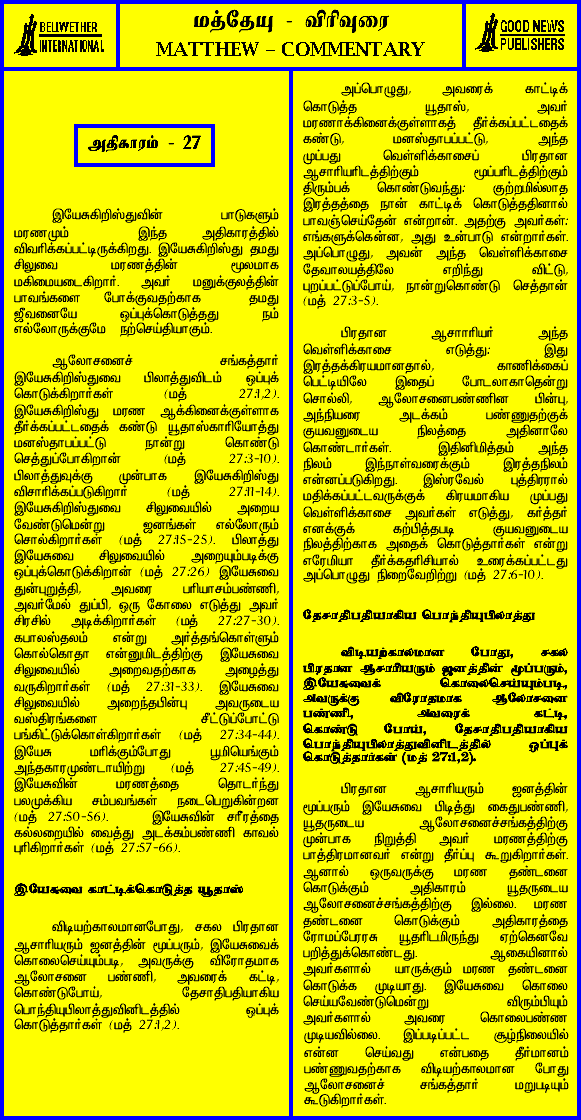 BELLWETHER
INTERNATIONAL
மத்தேயு - விரிவுரை
MATTHEW – COMMENTARY
GOOD NEWS
PUBLISHERS
அதிகாரம் - 27
இயேசுகிறிஸ்துவின் பாடுகளும்
மரணமும் இந்த அதிகாரத்தில்
விவரிக்கப்பட்டிருக்கிறது. இயேசுகிறிஸ்து தமது
சிலுவை மரணத்தின் மூலமாக
மகிமையடைகிறார். அவர் மனுக்குலத்தின்
பாவங்களை போக்குவதற்காக தமது
ஜீவனையே ஒப்புக்கொடுத்தது நம்
எல்லோருக்குமே நற்செய்தியாகும்.
ஆலோசனைச் சங்கத்தார்
இயேசுகிறிஸ்துவை பிலாத்துவிடம் ஒப்புக்
கொடுக்கிறார்கள் (மத் 27:1,2).
இயேசுகிறிஸ்து மரண ஆக்கினைக்குள்ளாக
தீர்க்கப்பட்டதைக் கண்டு யூதாஸ்காரியோத்து
மனஸ்தாபப்பட்டு நான்று கொண்டு
செத்துப்போகிறான் (மத் 27:3-10).
பிலாத்துவுக்கு முன்பாக இயேசுகிறிஸ்து
விசாரிக்கப்படுகிறார் (மத் 27:11-14).
இயேசுகிறிஸ்துவை சிலுவையில் அறைய
வேண்டுமென்று ஜனங்கள் எல்லோரும்
சொல்கிறார்கள் (மத் 27:15-25). பிலாத்து
இயேசுவை சிலுவையில் அறையும்படிக்கு
ஒப்புக்கொடுக்கிறான் (மத் 27:26) இயேசுவை
துன்புறுத்தி, அவரை பரியாசம்பண்ணி,
அவர்மேல் துப்பி, ஒரு கோலை எடுத்து அவர்
சிரசில் அடிக்கிறார்கள் (மத் 27:27-30).
கபாலஸ்தலம் என்று அர்த்தங்கொள்ளும்
கொல்கொதா என்னுமிடத்திற்கு இயேசுவை
சிலுவையில் அறைவதற்காக அழைத்து
வருகிறார்கள் (மத் 27:31-33). இயேசுவை
சிலுவையில் அறைந்தபின்பு அவருடைய
வஸ்திரங்களை சீட்டுப்போட்டு
பங்கிட்டுக்கொள்கிறார்கள் (மத் 27:34-44).
இயேசு மரிக்கும்போது பூமியெங்கும்
அந்தகாரமுண்டாயிற்று (மத் 27:45-49).
இயேசுவின் மரணத்தை தொடர்ந்து
பலமுக்கிய சம்பவங்கள் நடைபெறுகின்றன
(மத் 27:50-56). இயேசுவின் சரீரத்தை
கல்லறையில் வைத்து அடக்கம்பண்ணி காவல்
புரிகிறார்கள் (மத் 27:57-66).
இயேசுவை காட்டிக்கொடுத்த யூதாஸ்
விடியற்காலமானபோது, சகல பிரதான
ஆசாரியரும் ஜனத்தின் மூப்பரும், இயேசுவைக்
கொலைசெய்யும்படி, அவருக்கு விரோதமாக
ஆலோசனை பண்ணி, அவரைக் கட்டி,
கொண்டுபோய், தேசாதிபதியாகிய
பொந்தியுபிலாத்துவினிடத்தில் ஒப்புக்
கொடுத்தார்கள் (மத் 27:1,2).
அப்பொழுது, அவரைக் காட்டிக்
கொடுத்த யூதாஸ், அவர்
மரணாக்கினைக்குள்ளாகத் தீர்க்கப்பட்டதைக்
கண்டு, மனஸ்தாபப்பட்டு, அந்த
முப்பது வெள்ளிக்காசைப் பிரதான
ஆசாரியரிடத்திற்கும் மூப்பரிடத்திற்கும்
திரும்பக் கொண்டுவந்து: குற்றமில்லாத
இரத்தத்தை நான் காட்டிக் கொடுத்ததினால்
பாவஞ்செய்தேன் என்றான். அதற்கு அவர்கள்:
எங்களுக்கென்ன, அது உன்பாடு என்றார்கள்.
அப்பொழுது, அவன் அந்த வெள்ளிக்காசை
தேவாலயத்திலே எறிந்து விட்டு,
புறப்பட்டுப்போய், நான்றுகொண்டு செத்தான்
(மத் 27:3-5).
பிரதான ஆசாரியர் அந்த
வெள்ளிக்காசை எடுத்து: இது
இரத்தக்கிரயமானதால், காணிக்கைப்
பெட்டியிலே இதைப் போடலாகாதென்று
சொல்லி, ஆலோசனைபண்ணின பின்பு,
அந்நியரை அடக்கம் பண்ணுதற்குக்
குயவனுடைய நிலத்தை அதினாலே
கொண்டார்கள். இதினிமித்தம் அந்த
நிலம் இந்நாள்வரைக்கும் இரத்தநிலம்
என்னப்படுகிறது. இஸ்ரவேல் புத்திரரால்
மதிக்கப்பட்டவருக்குக் கிரயமாகிய முப்பது
வெள்ளிக்காசை அவர்கள் எடுத்து, கர்த்தர்
எனக்குக் கற்பித்தபடி குயவனுடைய
நிலத்திற்காக அதைக் கொடுத்தார்கள் என்று
எரேமியா தீர்க்கதரிசியால் உரைக்கப்பட்டது
அப்பொழுது நிறைவேறிற்று (மத் 27:6-10).
தேசாதிபதியாகிய பொந்தியுபிலாத்து
விடியற்காலமான போது, சகல
பிரதான ஆசாரியரும் ஜனத்தின் மூப்பரும்,
இயேசுவைக் கொலைசெய்யும்படி,
அவருக்கு விரோதமாக ஆலோசனை
பண்ணி, அவரைக் கட்டி,
கொண்டு போய், தேசாதிபதியாகிய
பொந்தியுபிலாத்துவினிடத்தில் ஒப்புக்
கொடுத்தார்கள் (மத் 27:1,2).
பிரதான ஆசாரியரும் ஜனத்தின்
மூப்பரும் இயேசுவை பிடித்து கைதுபண்ணி,
யூதருடைய ஆலோசனைச்சங்கத்திற்கு
முன்பாக நிறுத்தி அவர் மரணத்திற்கு
பாத்திரமானவர் என்று தீர்ப்பு கூறுகிறார்கள்.
ஆனால் ஒருவருக்கு மரண தண்டனை
கொடுக்கும் அதிகாரம் யூதருடைய
ஆலோசனைச்சங்கத்திற்கு இல்லை. மரண
தண்டனை கொடுக்கும் அதிகாரத்தை
ரோமப்பேரரசு யூதரிடமிருந்து ஏற்கெனவே
பறித்துக்கொண்டது. ஆகையினால்
அவர்களால் யாருக்கும் மரண தண்டனை
கொடுக்க முடியாது. இயேசுவை கொலை
செய்யவேண்டுமென்று விரும்பியும்
அவர்களால் அவரை கொலைபண்ண
முடியவில்லை. இப்படிப்பட்ட சூழ்நிலையில்
என்ன செய்வது என்பதை தீர்மானம்
பண்ணுவதற்காக விடியற்காலமான போது
ஆலோசனைச் சங்கத்தார் மறுபடியும்
கூடுகிறார்கள்.